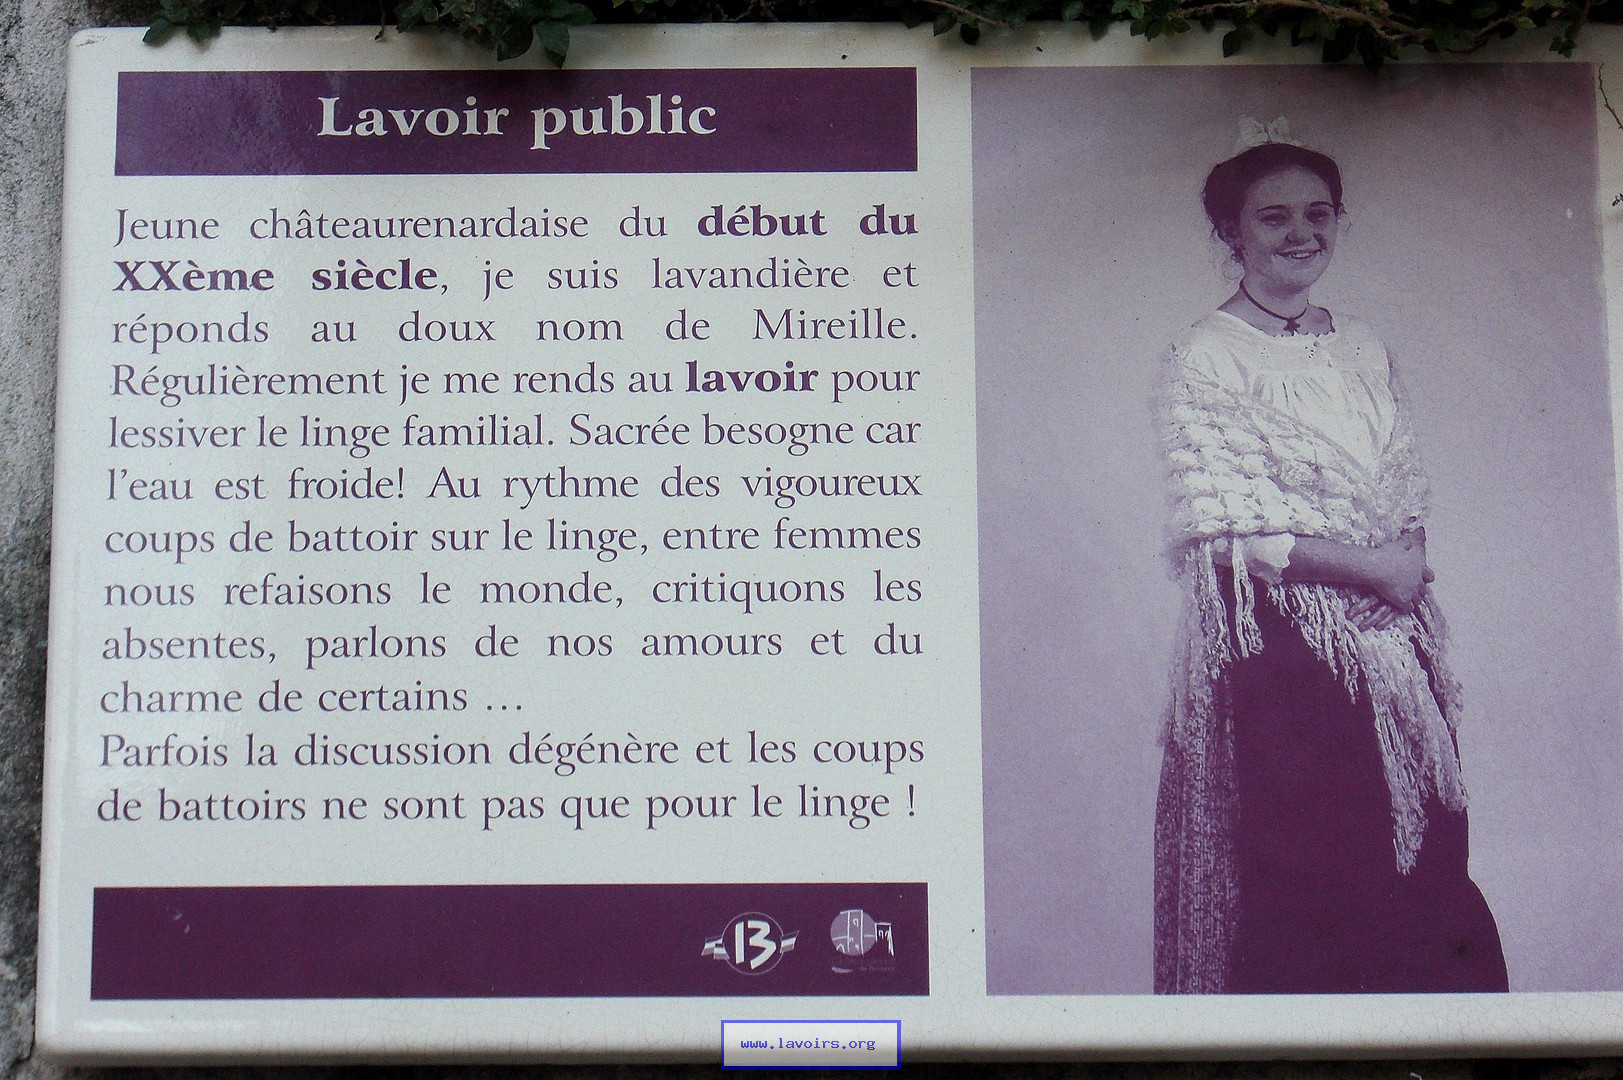 Lavoir public
Jeune châteaurenardaise du début du
XXème siècle, je suis lavandière et
réponds au doux nom de Mireille.
Régulièrement je me rends au lavoir pour
lessiver le linge familial. Sacrée besogne car
l'eau est froide! Au rythme des vigoureux
coups de battoir sur le linge, entre femmes
nous refaisons le monde, critiquons les
absentes, parlons de nos amours et du
charme de certains ...
Parfois la discussion dégénère et les coups
de battoirs ne sont pas que pour le linge !
13
www.lavoirs.org